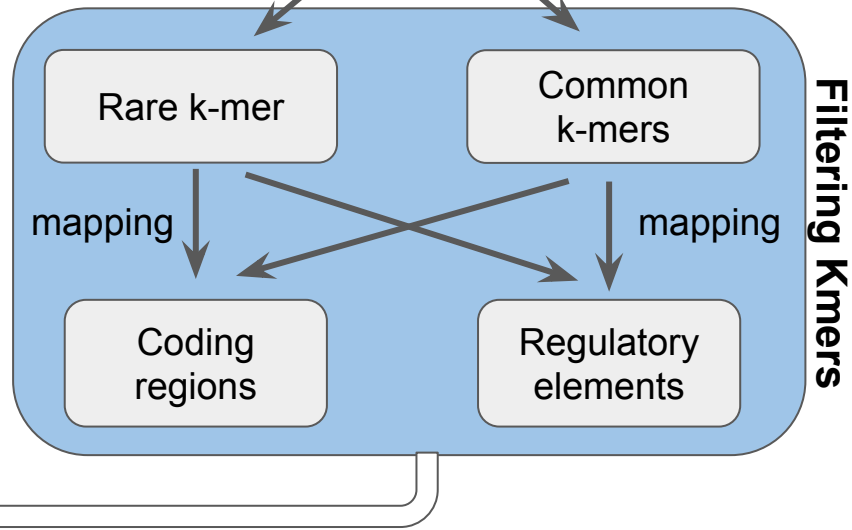 Rare k-mer
Common
k-mers
mapping
mapping
Coding
regions
Regulatory
elements
Filtering Kmers